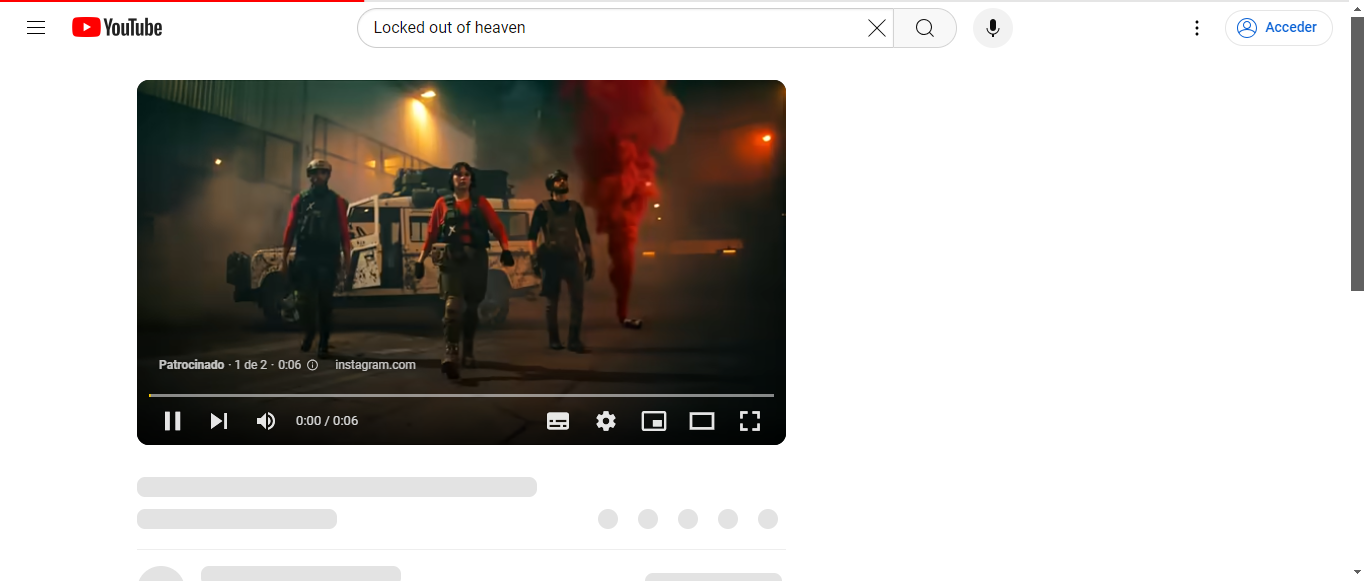 YouTube
Locked out of heaven
Acceder
Patrocinado · 1 de 2 · 0:06 instagram.com
0:00 / 0:06